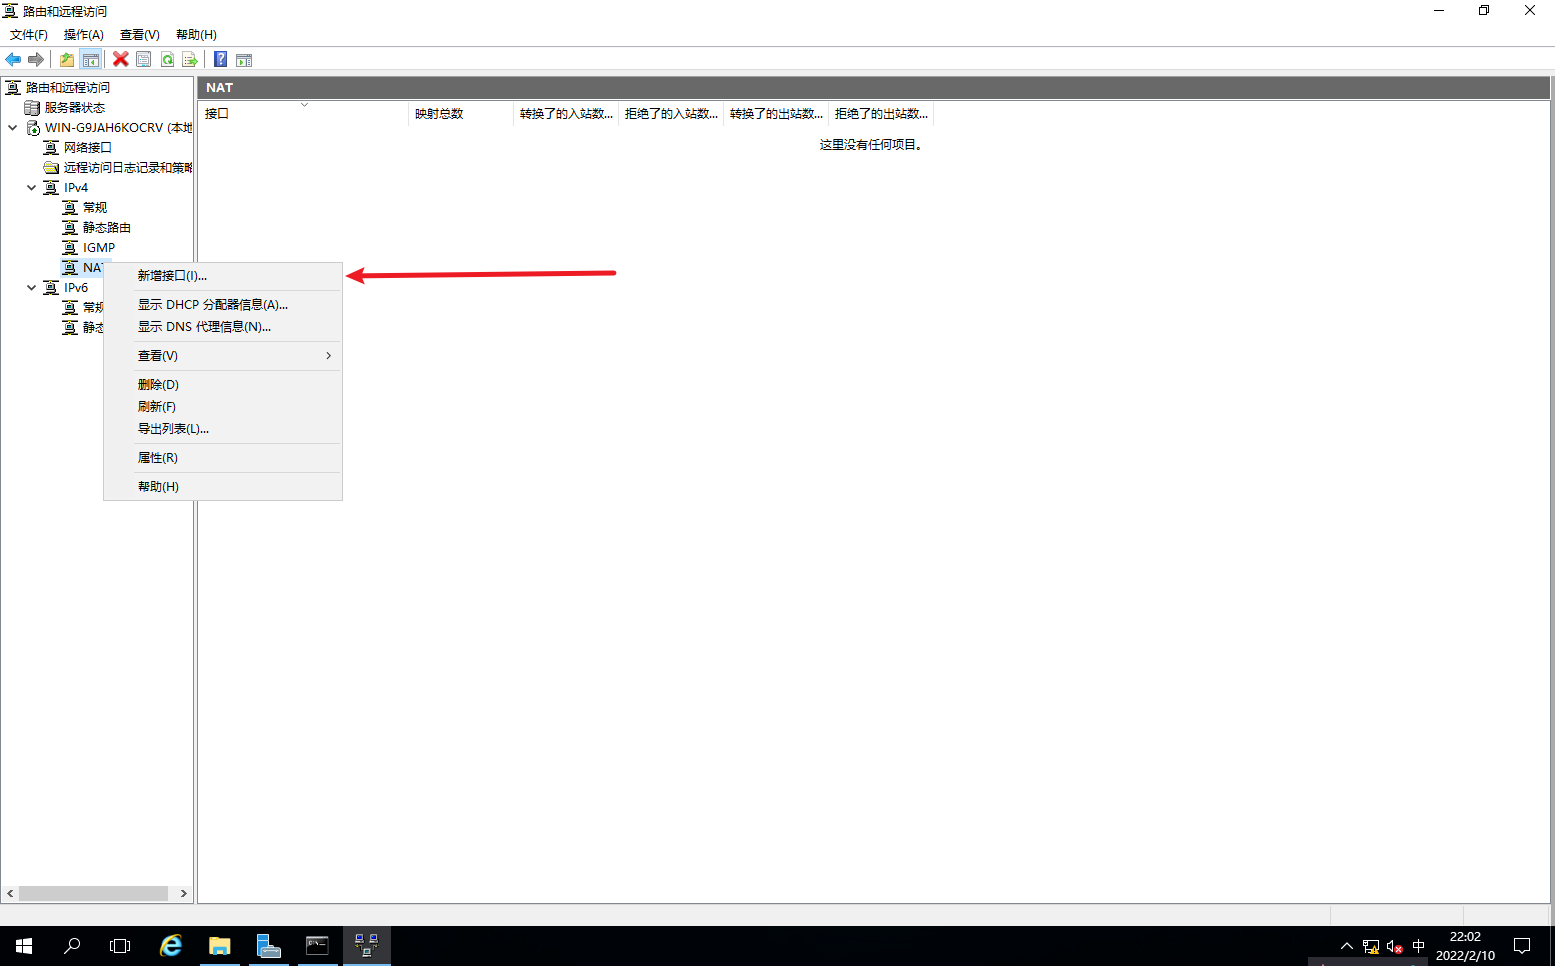 路由和远程访问
文件(F) 操作(A) 查看(V) 帮助(H)
路由和远程访问
服务器状态
WIN-G9JAH6KOCRV (本地
网络接口
远程访问日志记录和策略
IPv4
常规
静态路由
IGMP
NAT
IPv6
常规
静态
NAT
接口 映射总数 转换了的入站数... 拒绝了的入站数... 转换了的出站数... 拒绝了的出站数...
这里没有任何项目。
新增接口(I)...
显示 DHCP 分配器信息(A)...
显示 DNS 代理信息(N)...
查看(V)
删除(D)
刷新(F)
导出列表(L)...
属性(R)
帮助(H)
中
22:02
2022/2/10